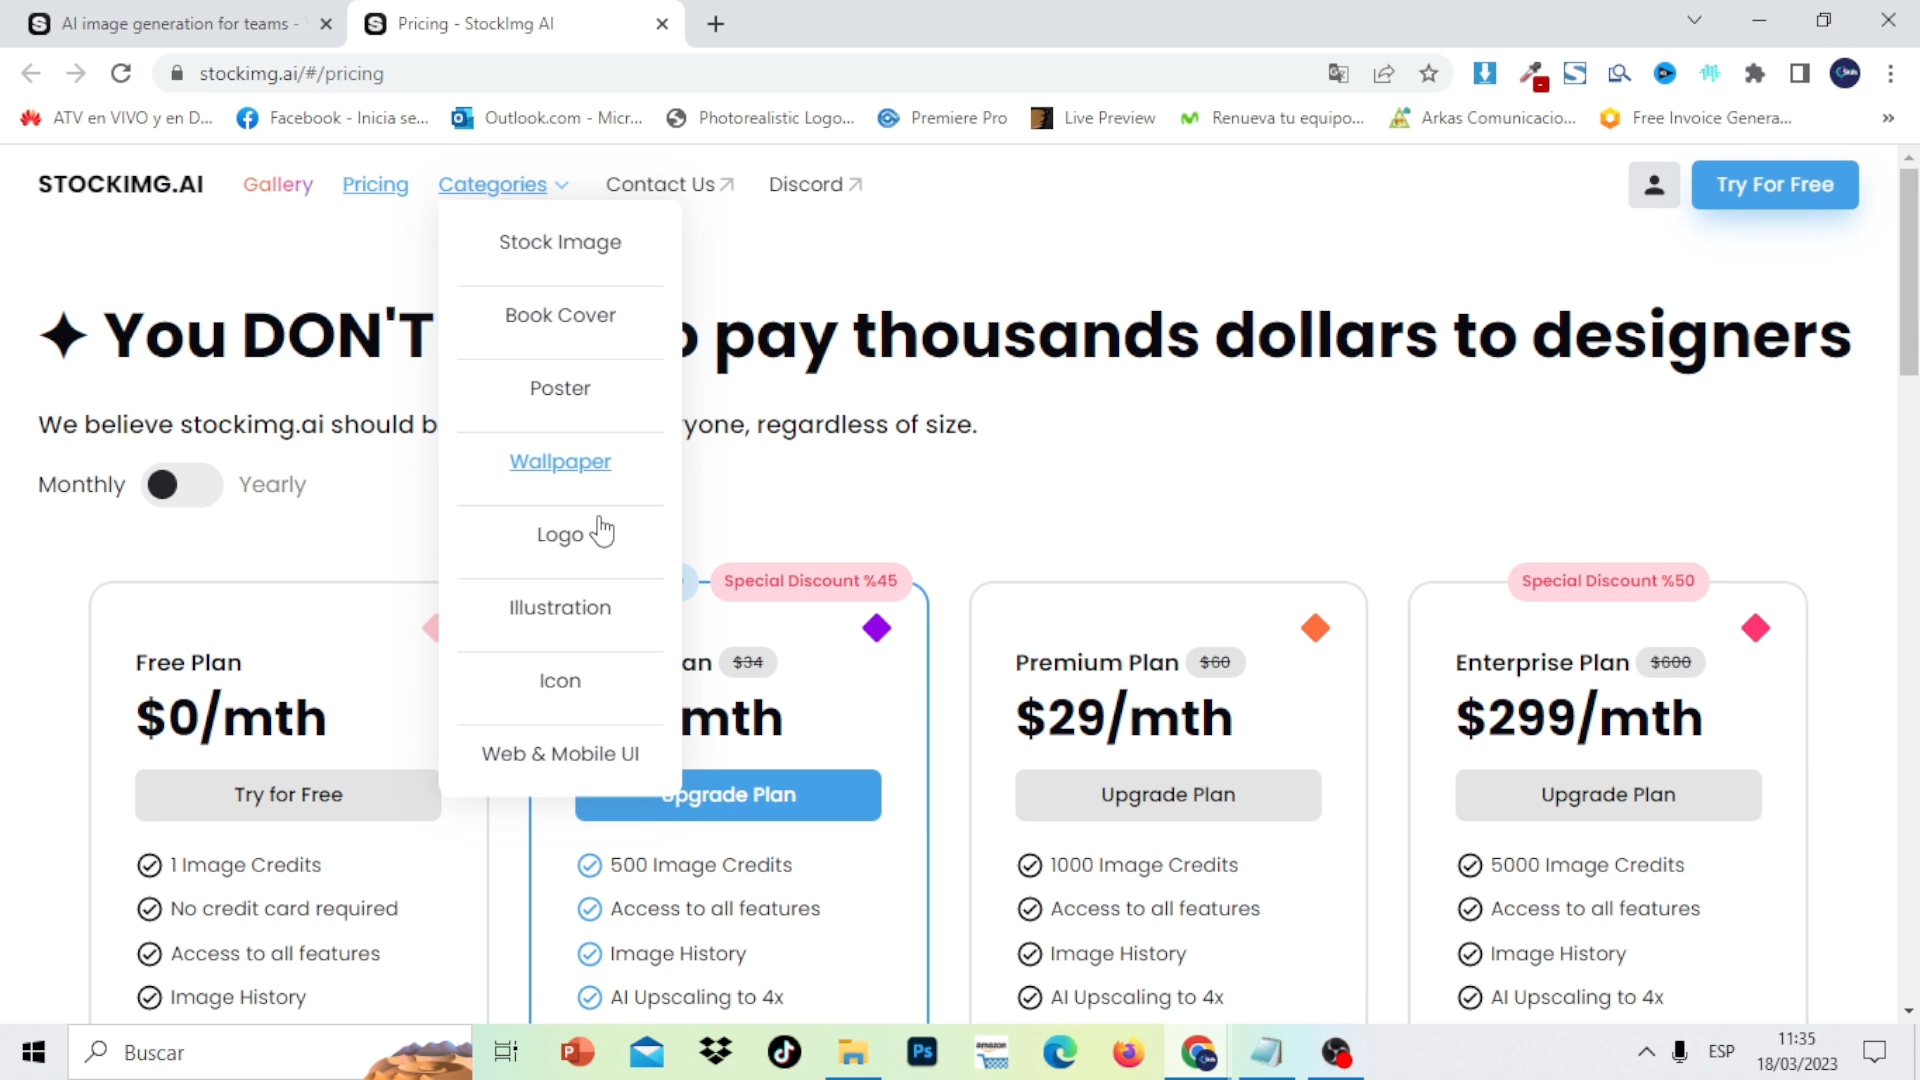 AI image generation for teams -
Pricing - StockImg AI
stockimg.ai/#/pricing
ATV en VIVO y en D...
Facebook - Inicia se...
Outlook.com - Micr...
Photorealistic Logo...
Premiere Pro
Live Preview
Renueva tu equipo...
Arkas Comunicacio...
Free Invoice Genera...
STOCKIMG.AI
Gallery
Pricing
Categories
Contact Us
Discord
Try For Free
Stock Image
Book Cover
Poster
Wallpaper
Logo
Illustration
Icon
Web & Mobile UI
You DON'T pay thousands dollars to designers
We believe stockimg.ai should regardless of size.
Monthly
Yearly
Free Plan
$0/mth
Try for Free
1 Image Credits
No credit card required
Access to all features
Image History
Special Discount %45
$34
Upgrade Plan
500 Image Credits
Access to all features
Image History
AI Upscaling to 4x
Premium Plan $60
$29/mth
Upgrade Plan
1000 Image Credits
Access to all features
Image History
AI Upscaling to 4x
Special Discount %50
Enterprise Plan $600
$299/mth
Upgrade Plan
5000 Image Credits
Access to all features
Image History
AI Upscaling to 4x
Buscar
amazon
Ps
ESP
11:35
18/03/2023